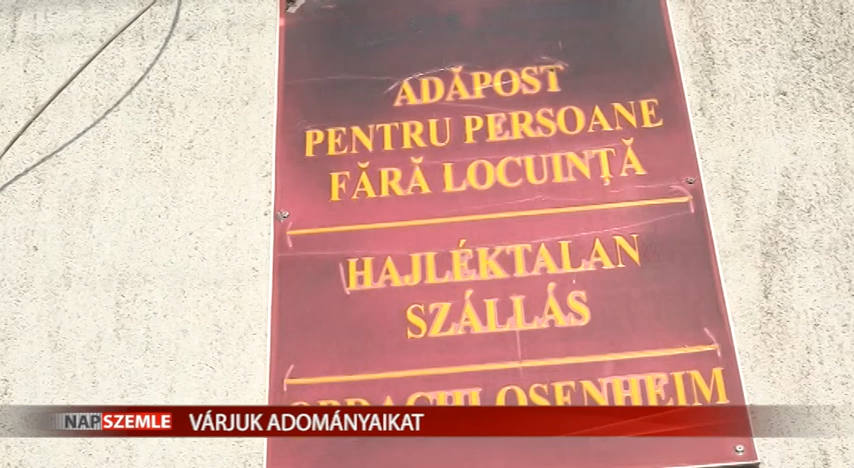 ADĂPOST
PENTRU PERSOANE
FĂRĂ LOCUINȚĂ
HAJLÉKTALAN
SZÁLLÁS
OBDACHLOSENHEIM
NAPSZEMLE VÁRJUK ADOMÁNYAIKAT